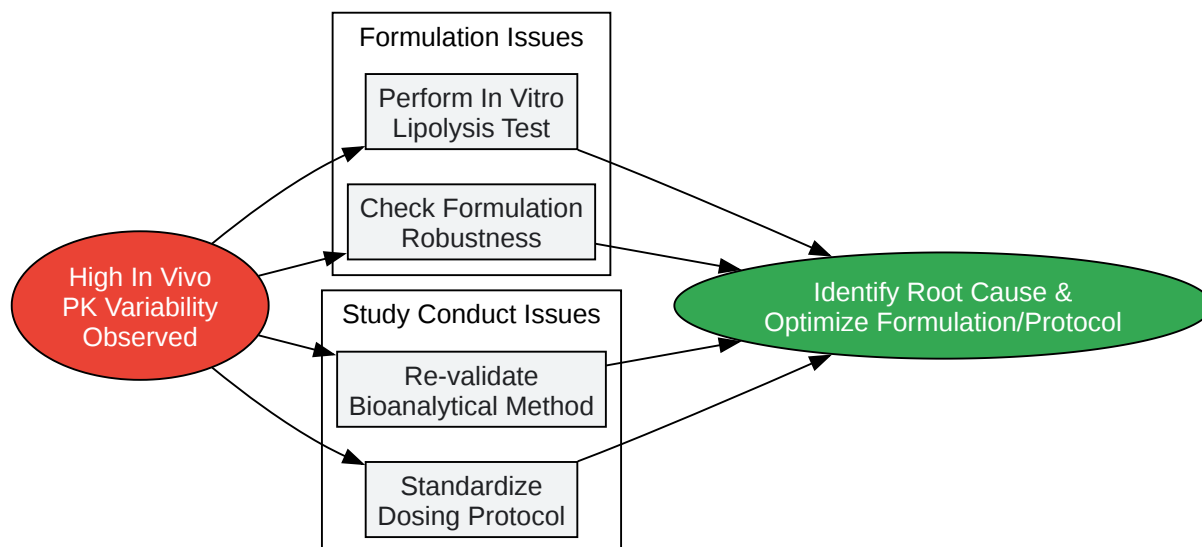 High In Vivo
PK Variability
Observed
Formulation Issues
Perform In Vitro
Lipolysis Test
Check Formulation
Robustness
Study Conduct Issues
Re-validate
Bioanalytical Method
Standardize
Dosing Protocol
Identify Root Cause &
Optimize Formulation/Protocol